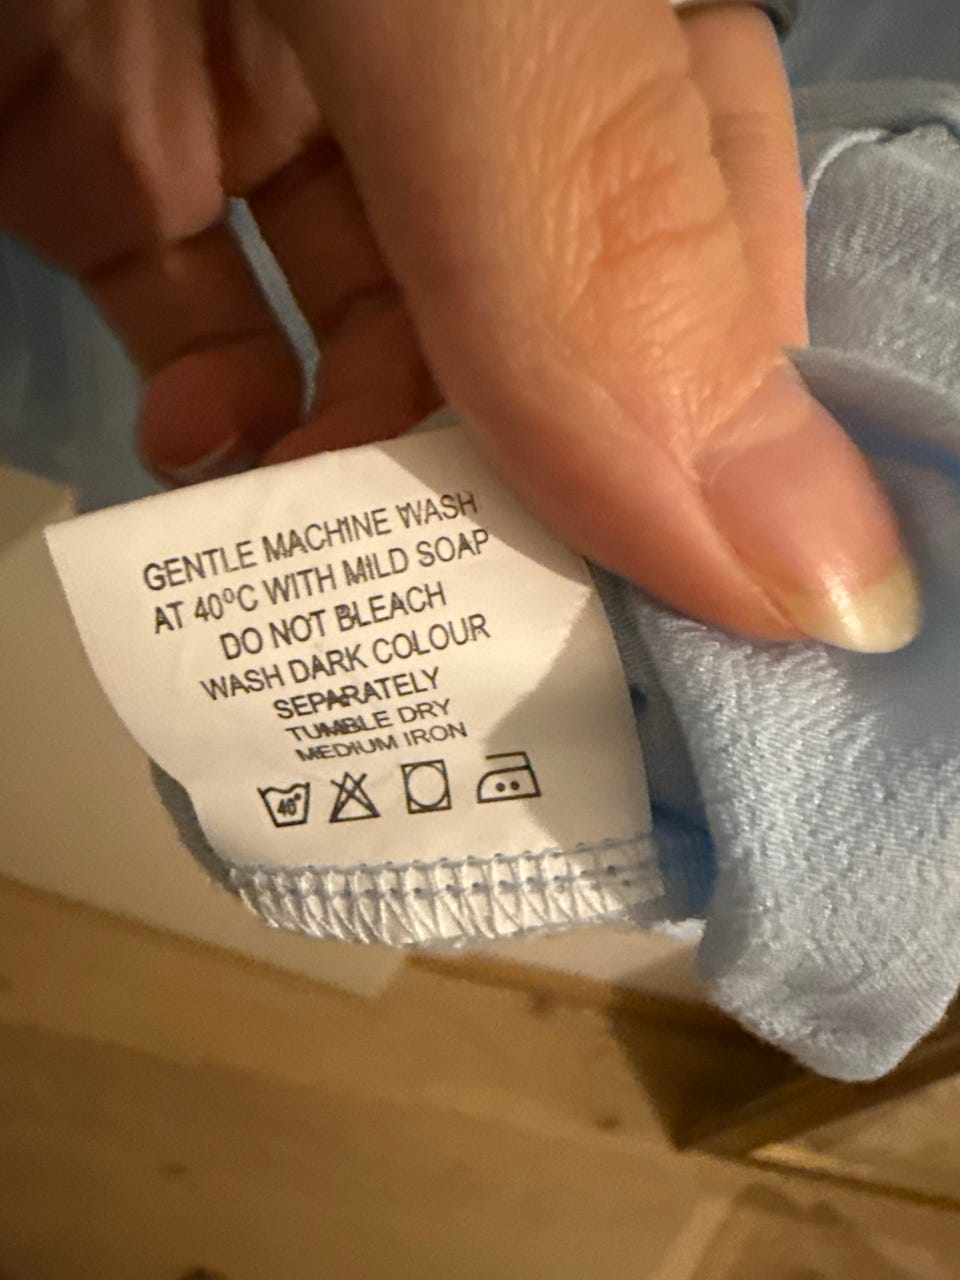 GENTLE MACHINE WASH
AT 40°C WITH MILD SOAP
DO NOT BLEACH
WASH DARK COLOUR
SEPARATELY
TUMBLE DRY
MEDIUM IRON
40°